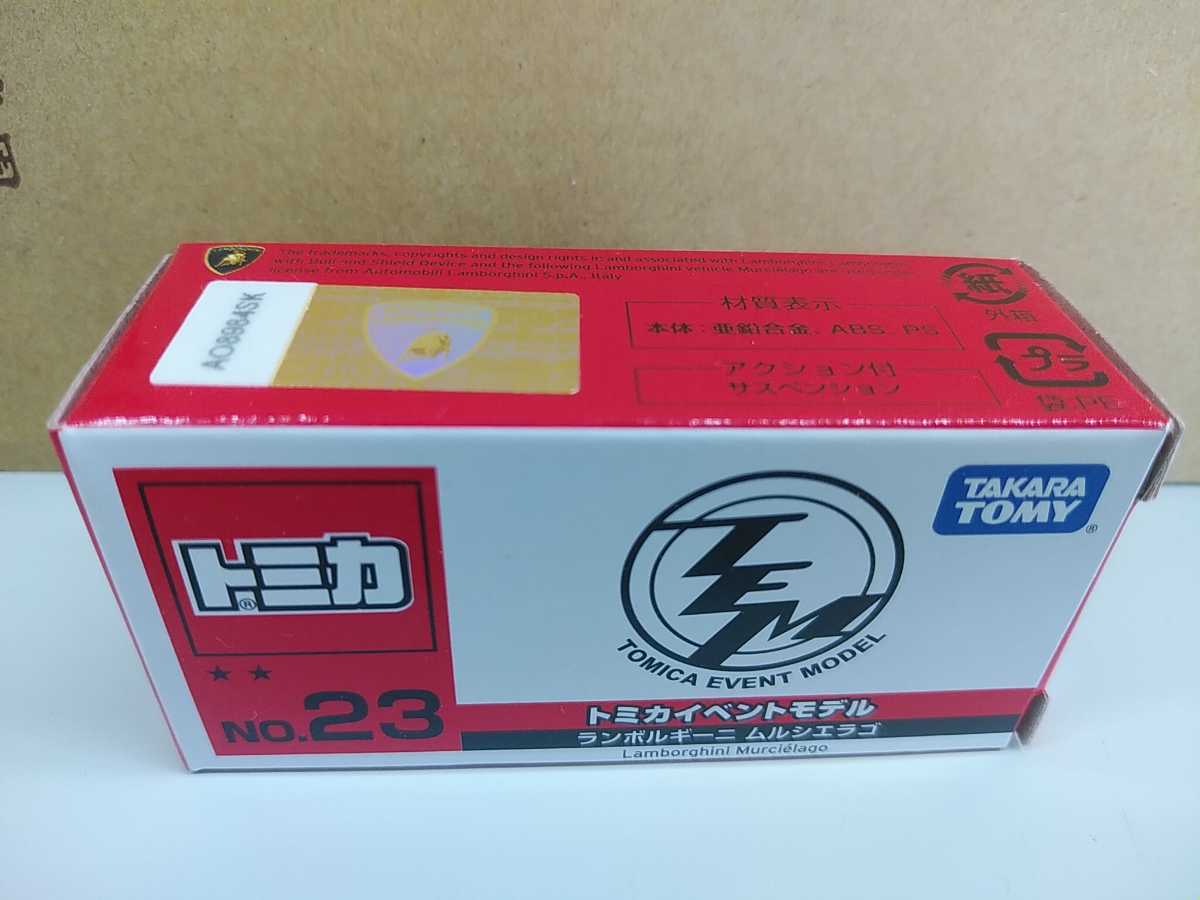 The trademarks, copyrights and design rights in and associated with Lamborghini,
with Bull and Shield Device and the following Lamborghini vehicle Murciélago are used under
license from Automobili Lamborghini S.p.A., Italy
AO8984SK
材質表示
本体:亜鉛合金、ABS、PS
アクション付
サスペンション
紙
外箱
プラ
袋:PE
トミカ
®
NO.23
TEM
TOMICA EVENT MODEL
TAKARA
TOMY
®
トミカイベントモデル
ランボルギーニ ムルシエラゴ
Lamborghini Murciélago